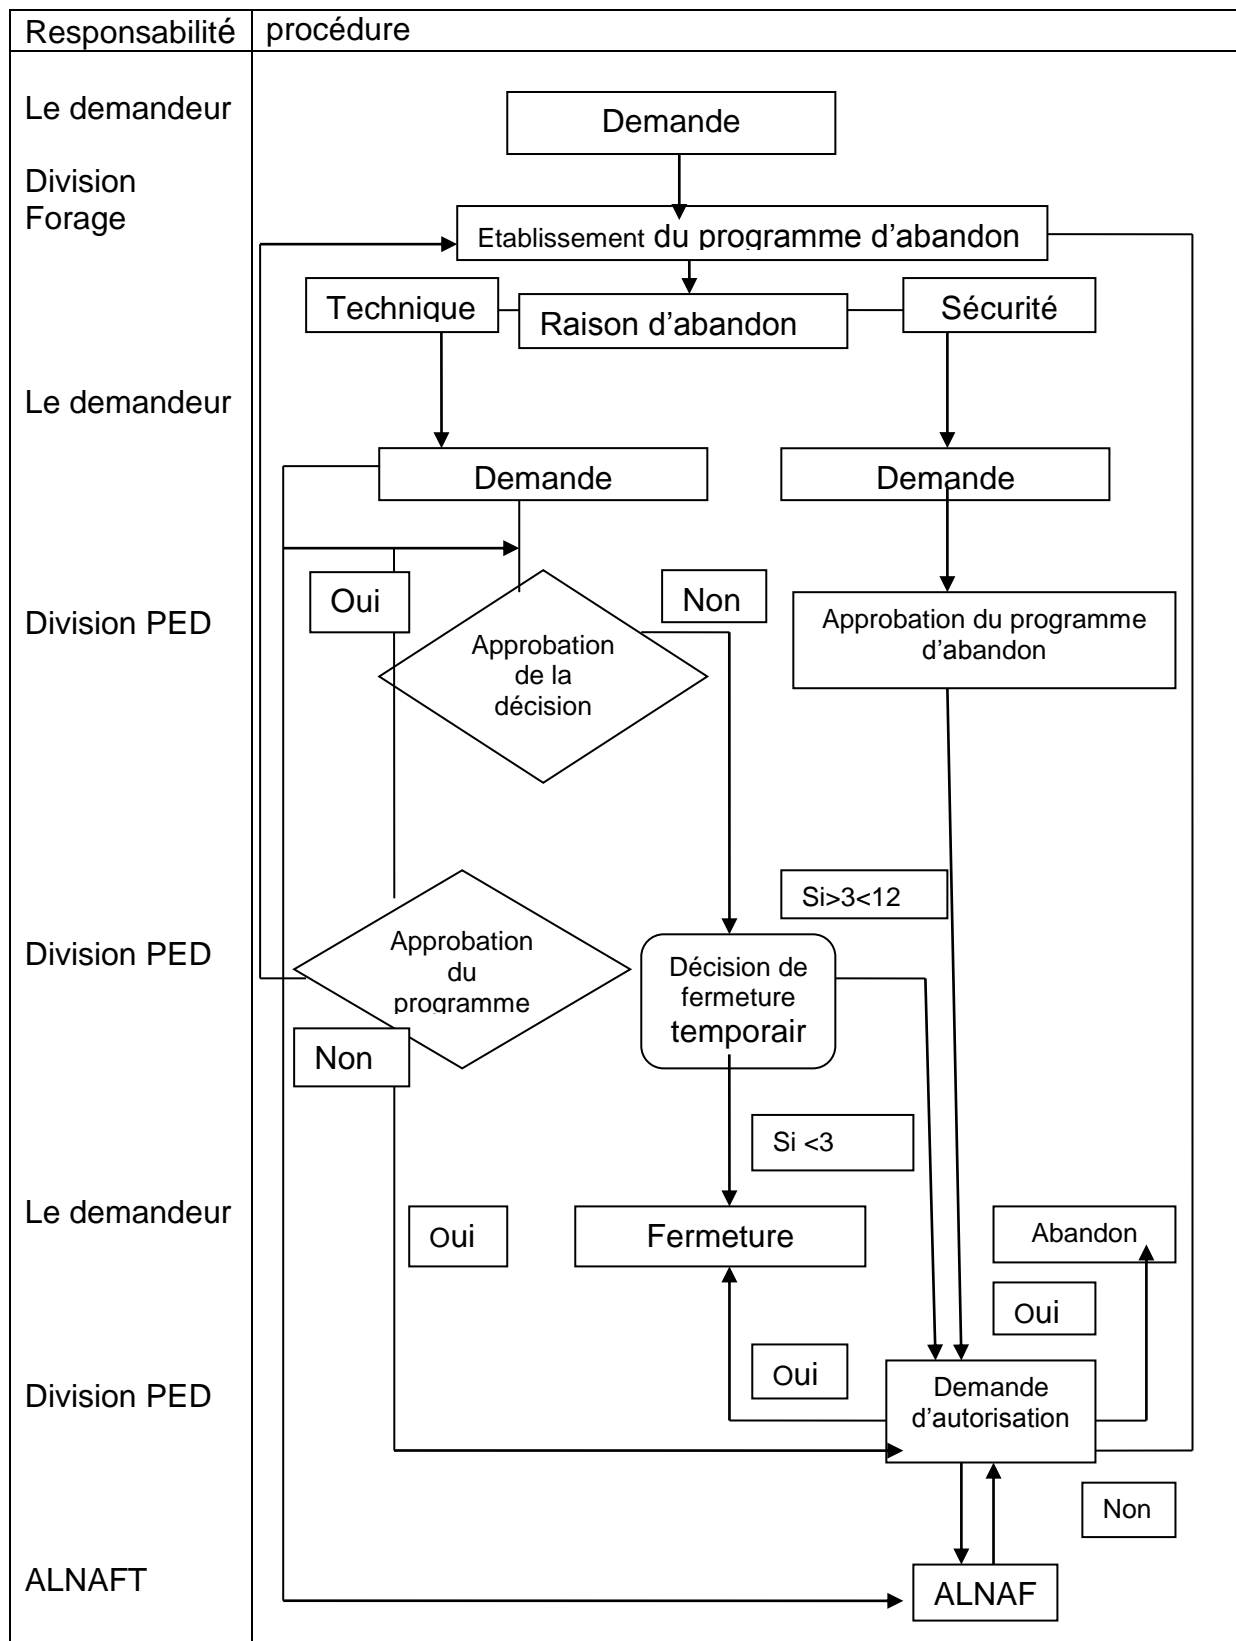 Responsabilité procédure
Le demandeur
Demande
Division
Forage
Etablissement du programme d’abandon
Technique
Raison d’abandon
Sécurité
Le demandeur
Demande
Demande
Oui
Non
Division PED
Approbation
de la
décision
Approbation du programme
d’abandon
Si>3<12
Division PED
Approbation
du
programme
Décision de
fermeture
temporair
Non
Si <3
Le demandeur
Oui
Fermeture
Abandon
Oui
Oui
Division PED
Demande
d’autorisation
Non
ALNAFT
ALNAF